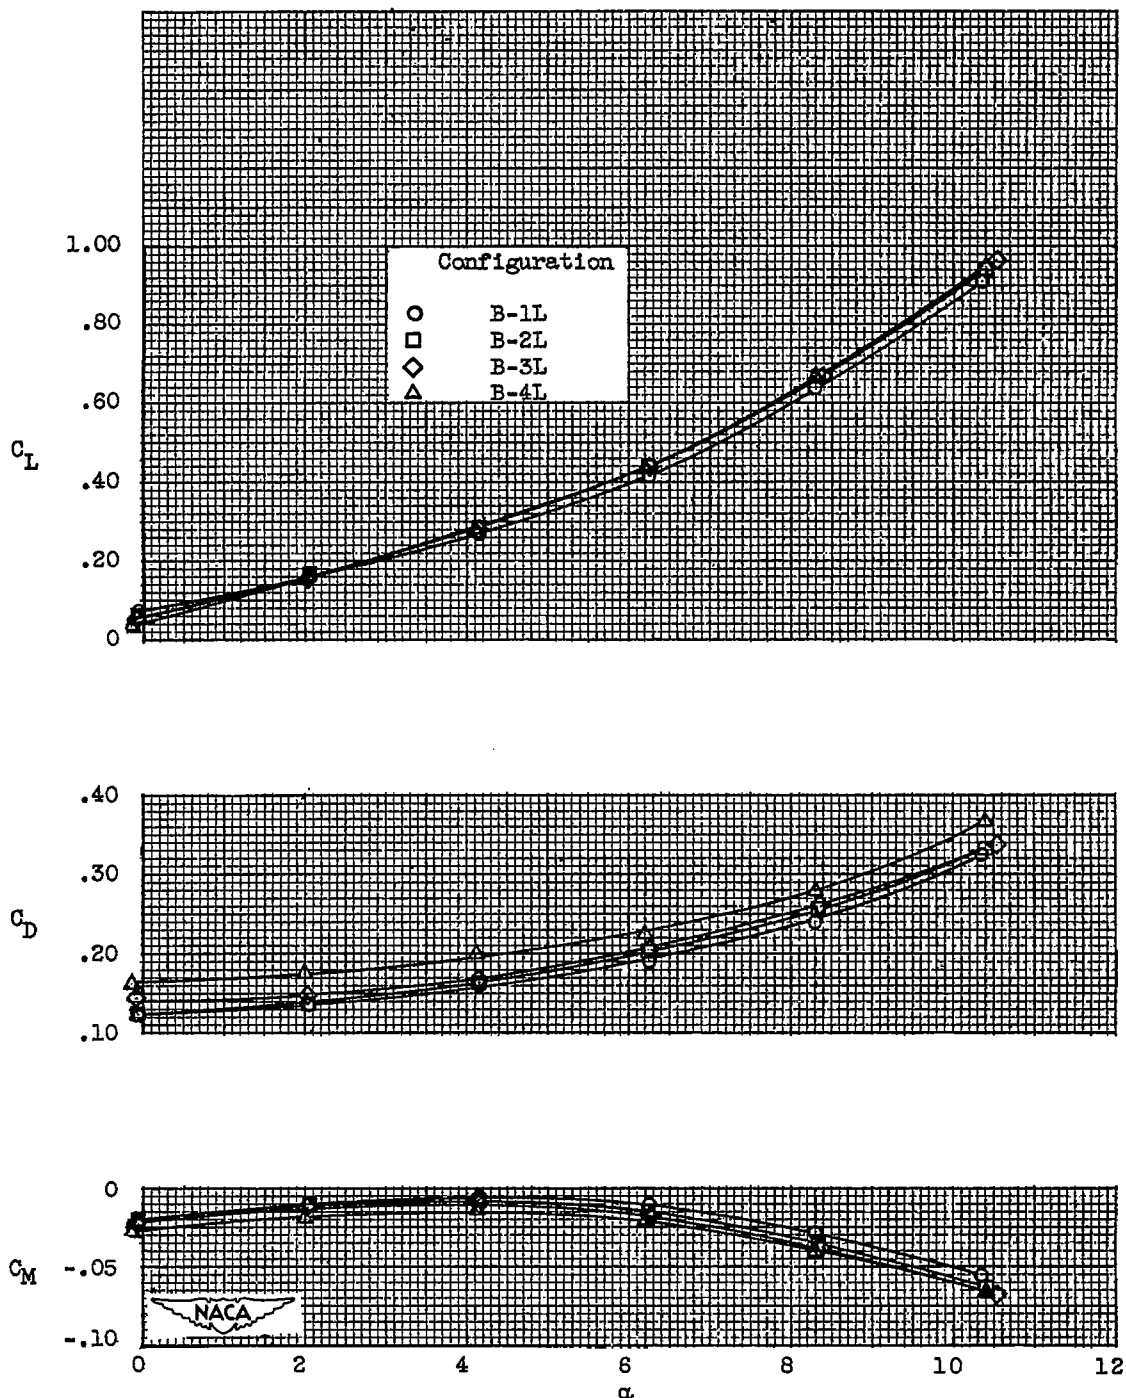 1.00
.80
.60
.40
.20
0
C_L
Configuration
B-1L
B-2L
B-3L
B-4L
.40
.30
.20
.10
C_D
0
-.05
-.10
C_M
NACA
0 2 4 6 8 10 12
α